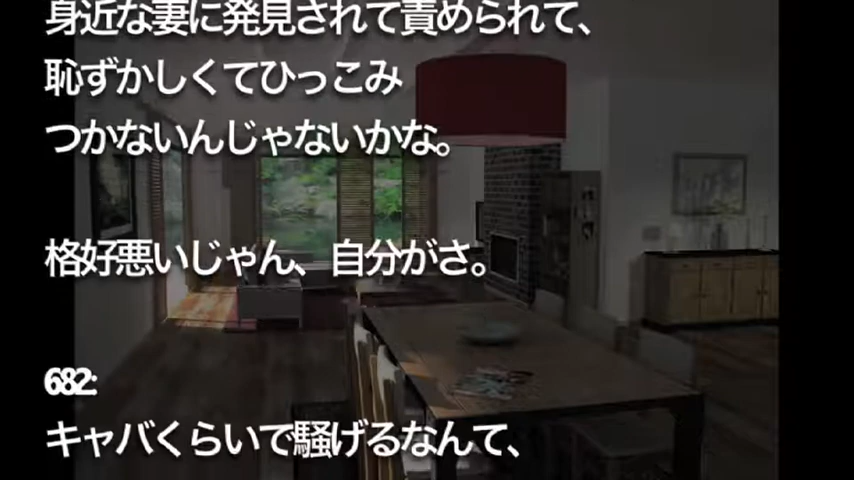 身近な妻に発見されて責められて、
恥ずかしくてひっこみ
つかないいんじゃないかな。
格好悪いじゃん、自分がさ。
682:
キャバくらいで騒げるなんて、